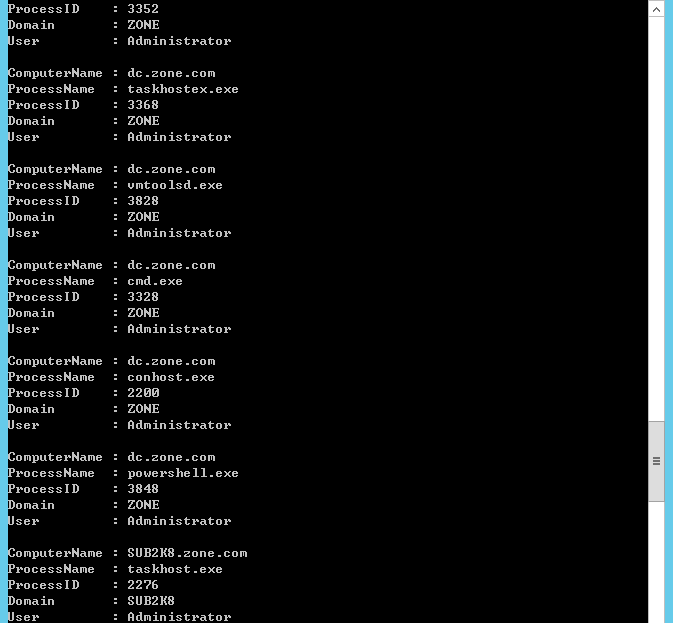 ProcessID    : 3352
Domain       : ZONE
User         : Administrator

ComputerName : dc.zone.com
ProcessName  : taskhostex.exe
ProcessID    : 3368
Domain       : ZONE
User         : Administrator

ComputerName : dc.zone.com
ProcessName  : vmtoolsd.exe
ProcessID    : 3828
Domain       : ZONE
User         : Administrator

ComputerName : dc.zone.com
ProcessName  : cmd.exe
ProcessID    : 3328
Domain       : ZONE
User         : Administrator

ComputerName : dc.zone.com
ProcessName  : conhost.exe
ProcessID    : 2200
Domain       : ZONE
User         : Administrator

ComputerName : dc.zone.com
ProcessName  : powershell.exe
ProcessID    : 3848
Domain       : ZONE
User         : Administrator

ComputerName : SUB2K8.zone.com
ProcessName  : taskhost.exe
ProcessID    : 2276
Domain       : SUB2K8
User         : Administrator